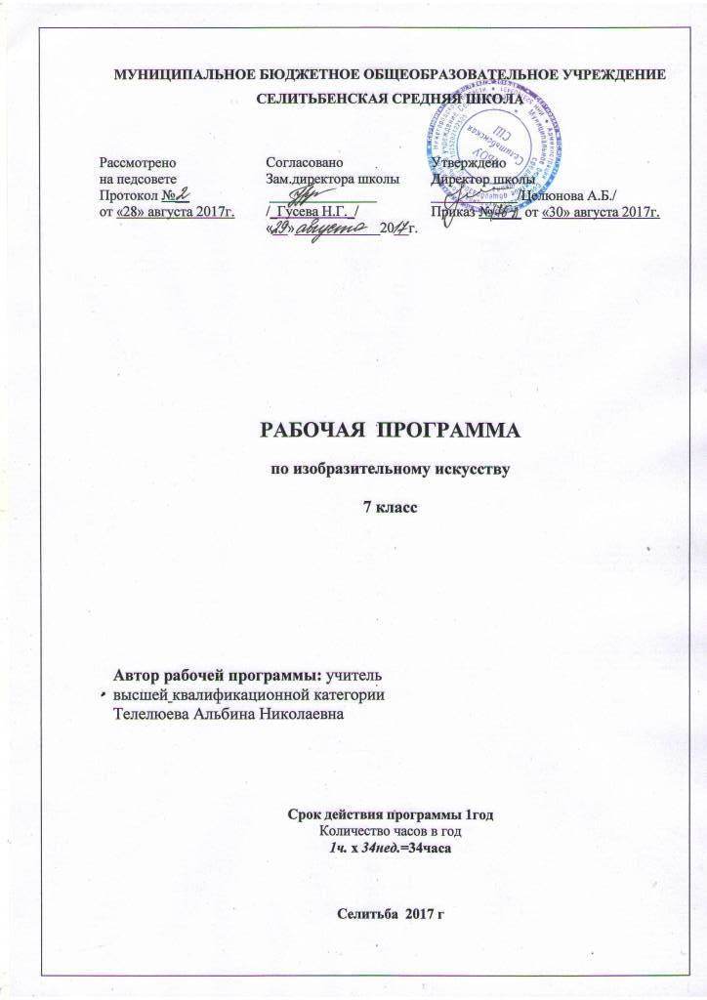 МУНИЦИПАЛЬНОЕ БЮДЖЕТНОЕ ОБЩЕОБРАЗОВАТЕЛЬНОЕ УЧРЕЖДЕНИЕ
СЕЛИТЬБЕНСКАЯ СРЕДНЯЯ ШКОЛА
Рассмотрено
на педсовете
Протокол №2
от «28» августа 2017г.
Согласовано
Зам.директора школы
/ Гусева Н.Г. /
«29» августа 2017г.
Утверждено
Директор школы
/Целюнова А.Б./
Приказ № от «30» августа 2017г.
РАБОЧАЯ ПРОГРАММА
по изобразительному искусству
7 класс
Автор рабочей программы: учитель
высшей квалификационной категории
Телелюева Альбина Николаевна
Срок действия программы 1год
Количество часов в год
1ч. х 34нед.=34часа
Селитьба 2017 г